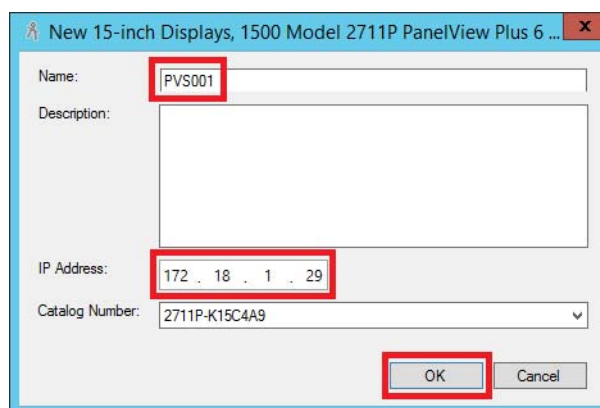 New 15-inch Displays, 1500 Model 2711P PanelView Plus 6 ... x
Name: PVS001
Description:
IP Address: 172 . 18 . 1 . 29
Catalog Number: 2711P-K15C4A9
OK Cancel